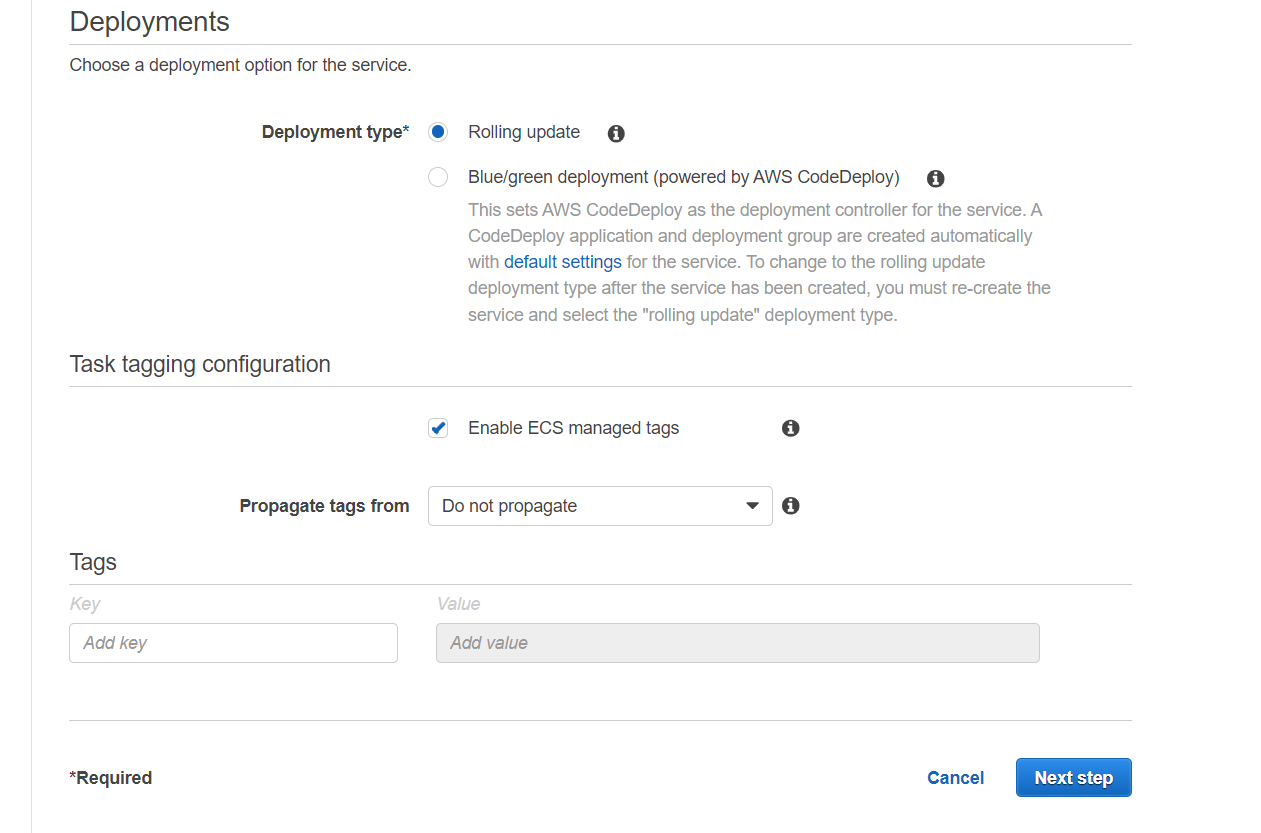 Deployments
Choose a deployment option for the service.
Deployment type*
Rolling update
Blue/green deployment (powered by AWS CodeDeploy)
This sets AWS CodeDeploy as the deployment controller for the service. A
CodeDeploy application and deployment group are created automatically
with default settings for the service. To change to the rolling update
deployment type after the service has been created, you must re-create the
service and select the "rolling update" deployment type.
Task tagging configuration
Enable ECS managed tags
Propagate tags from
Do not propagate
Tags
Key
Value
Add key
Add value
*Required
Cancel
Next step